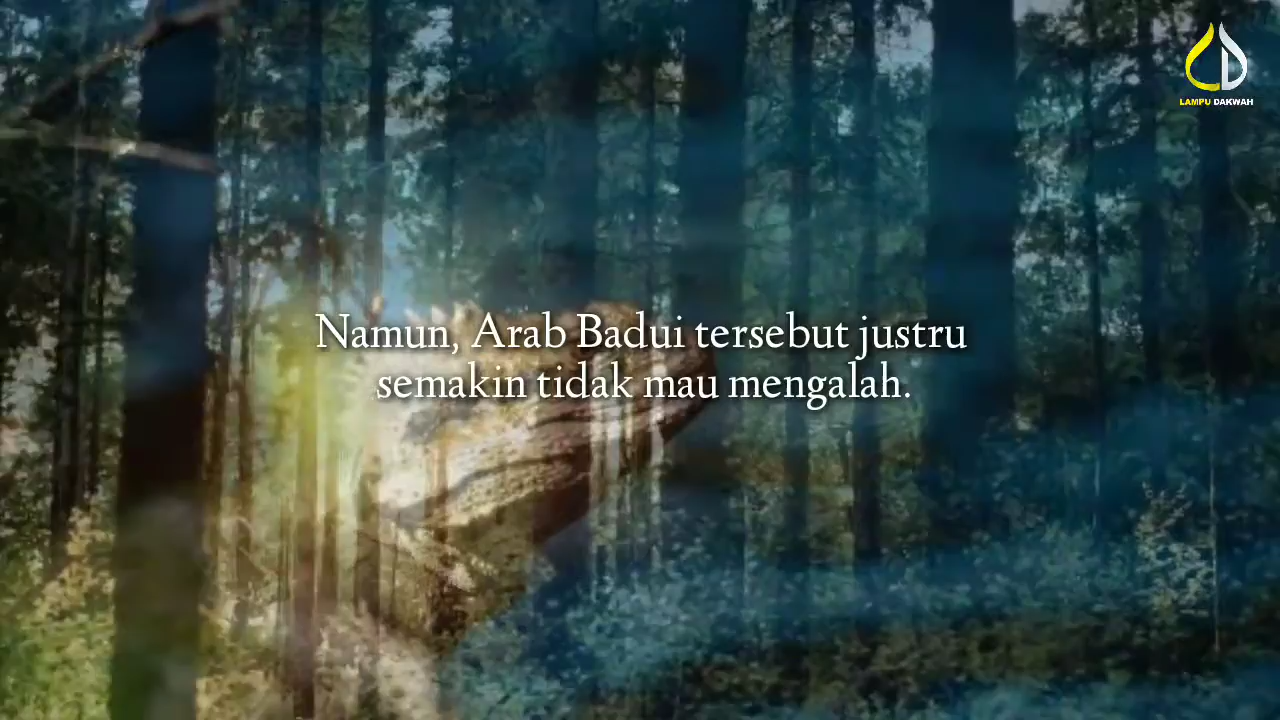 LAMPU DAKWAH
Namun, Arab Badui tersebut justru
semakin tidak mau mengalah.